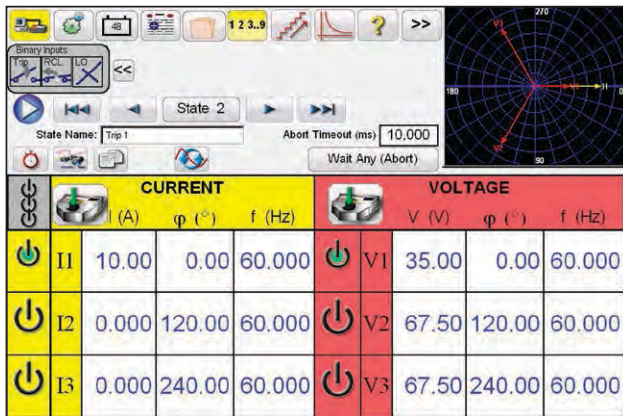 48
1 2 3..9
?
>>
Binary Inputs
Trip RCL LO
<<
State 2
State Name: Trip 1
Abort Timeout (ms) 10,000
Wait Any (Abort)
270
V3
180
V1
I1
0
V2
90
CURRENT
VOLTAGE
I (A) φ (°) f (Hz)
V (V) φ (°) f (Hz)
I1 10.00 0.00 60.000 V1 35.00 0.00 60.000
I2 0.000 120.00 60.000 V2 67.50 120.00 60.000
I3 0.000 240.00 60.000 V3 67.50 240.00 60.000